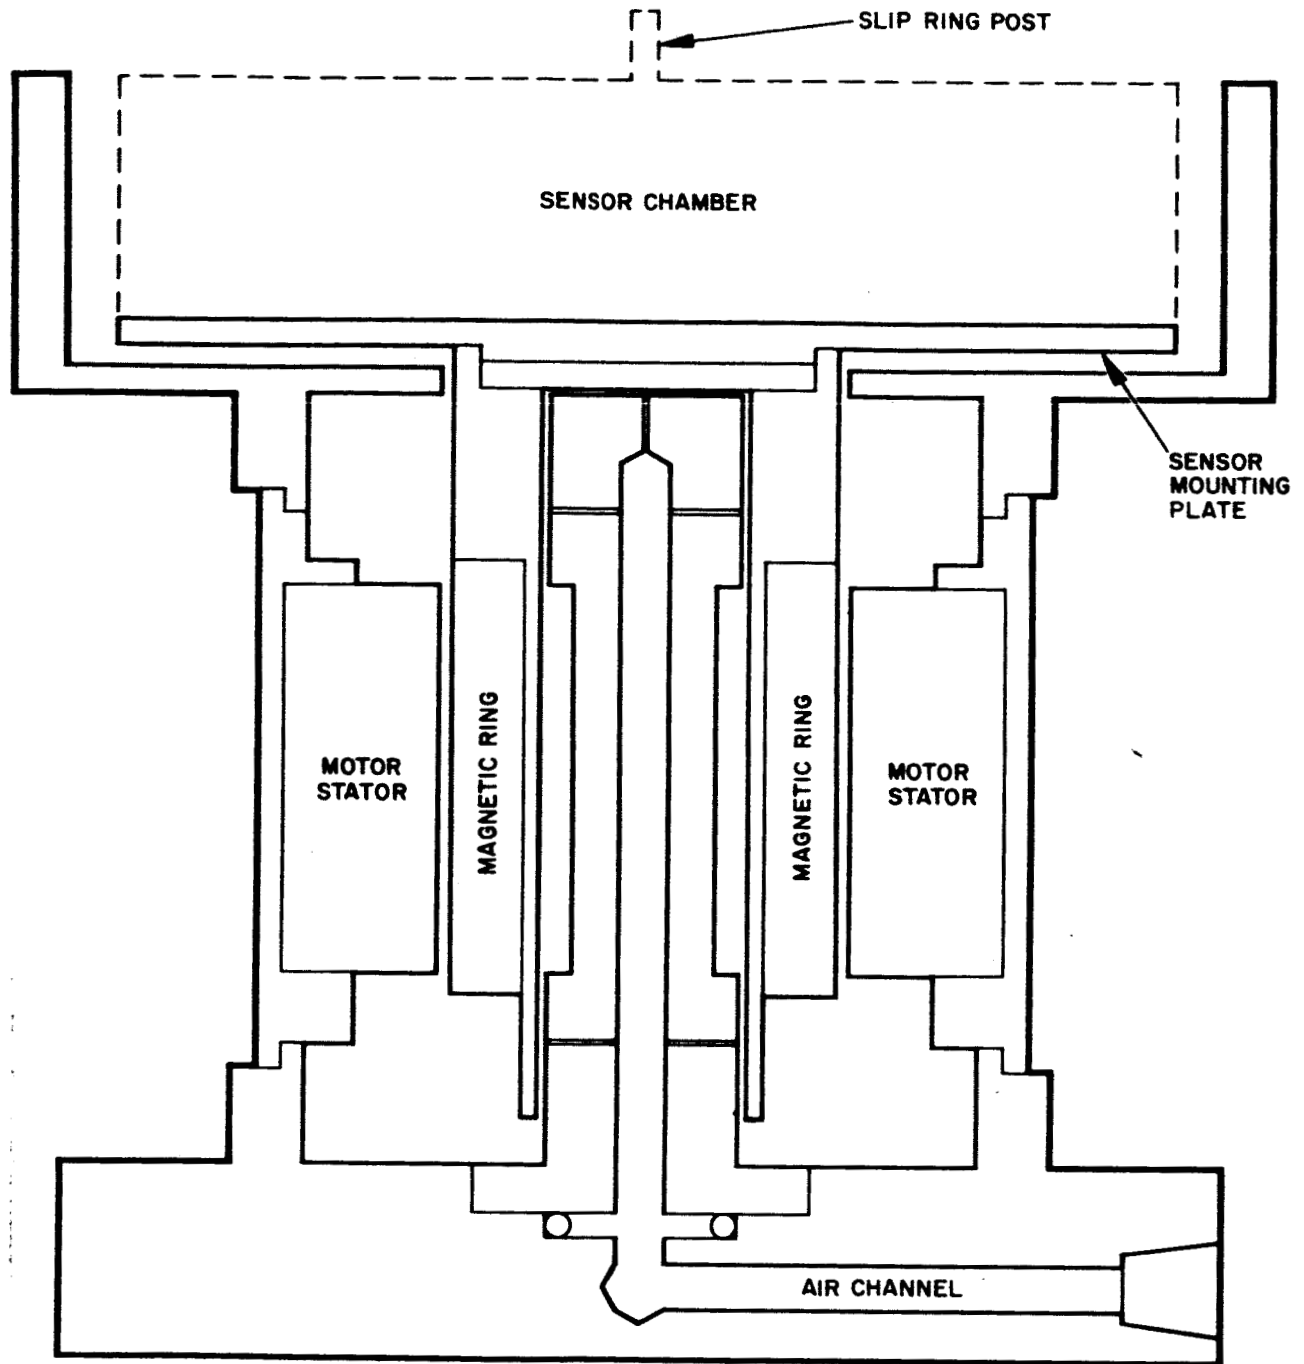 SLIP RING POST
SENSOR CHAMBER
SENSOR
MOUNTING
PLATE
MOTOR
STATOR
MAGNETIC RING
MAGNETIC RING
MOTOR
STATOR
AIR CHANNEL